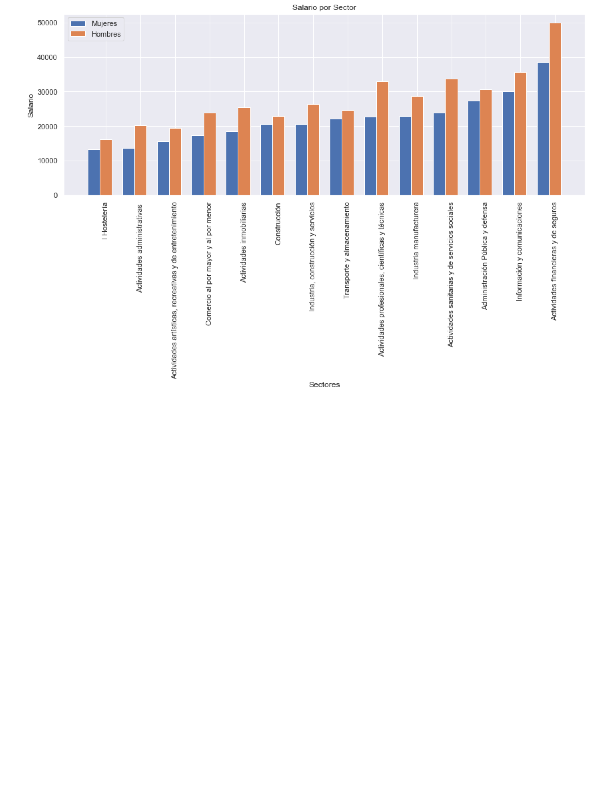 Salario por Sector
Mujeres
Hombres
50000
40000
30000
20000
10000
0
Salario
Hostelería
Actividades administrativas
Actividades artísticas, recreativas y de entretenimiento
Comercio al por mayor y al por menor
Actividades inmobiliarias
Construcción
Industria, construcción y servicios
Transporte y almacenamiento
Actividades profesionales, científicas y técnicas
Industria manufacturera
Actividades sanitarias y de servicios sociales
Administración Pública y defensa
Información y comunicaciones
Actividades financieras y de seguros
Sectores